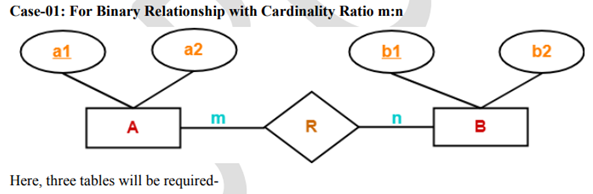 Case-01: For Binary Relationship with Cardinality Ratio m:n
a1 a2 b1 b2
A m R n B
Here, three tables will be required-